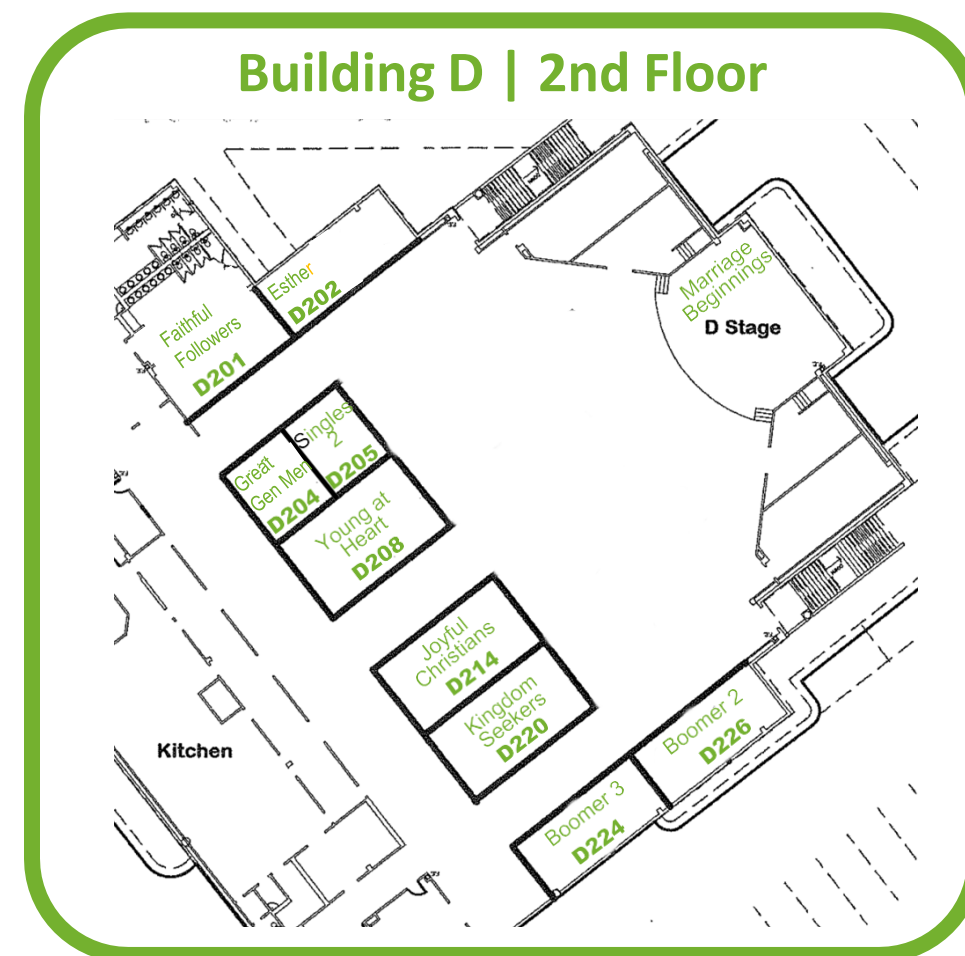 Building D | 2nd Floor
Esther
D202
Marriage
Beginnings
D Stage
Faithful
Followers
D201
Singles
2
D205
Great
Gen Men
D204
Young at
Heart
D208
Joyful
Christians
D214
Kingdom
Seekers
D220
Boomer 2
D226
Kitchen
Boomer 3
D224